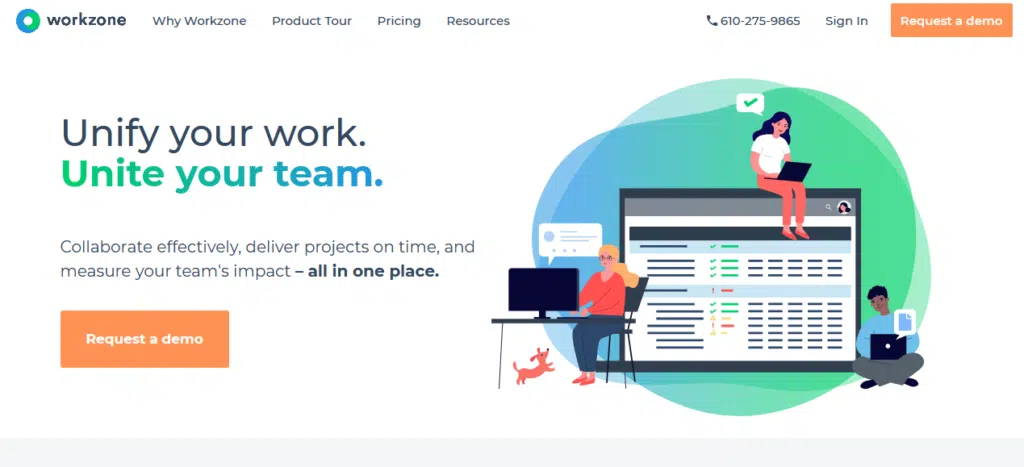 workzone
Why Workzone
Product Tour
Pricing
Resources
610-275-9865
Sign In
Request a demo
Unify your work.
Unite your team.
Collaborate effectively, deliver projects on time, and
measure your team's impact – all in one place.
Request a demo